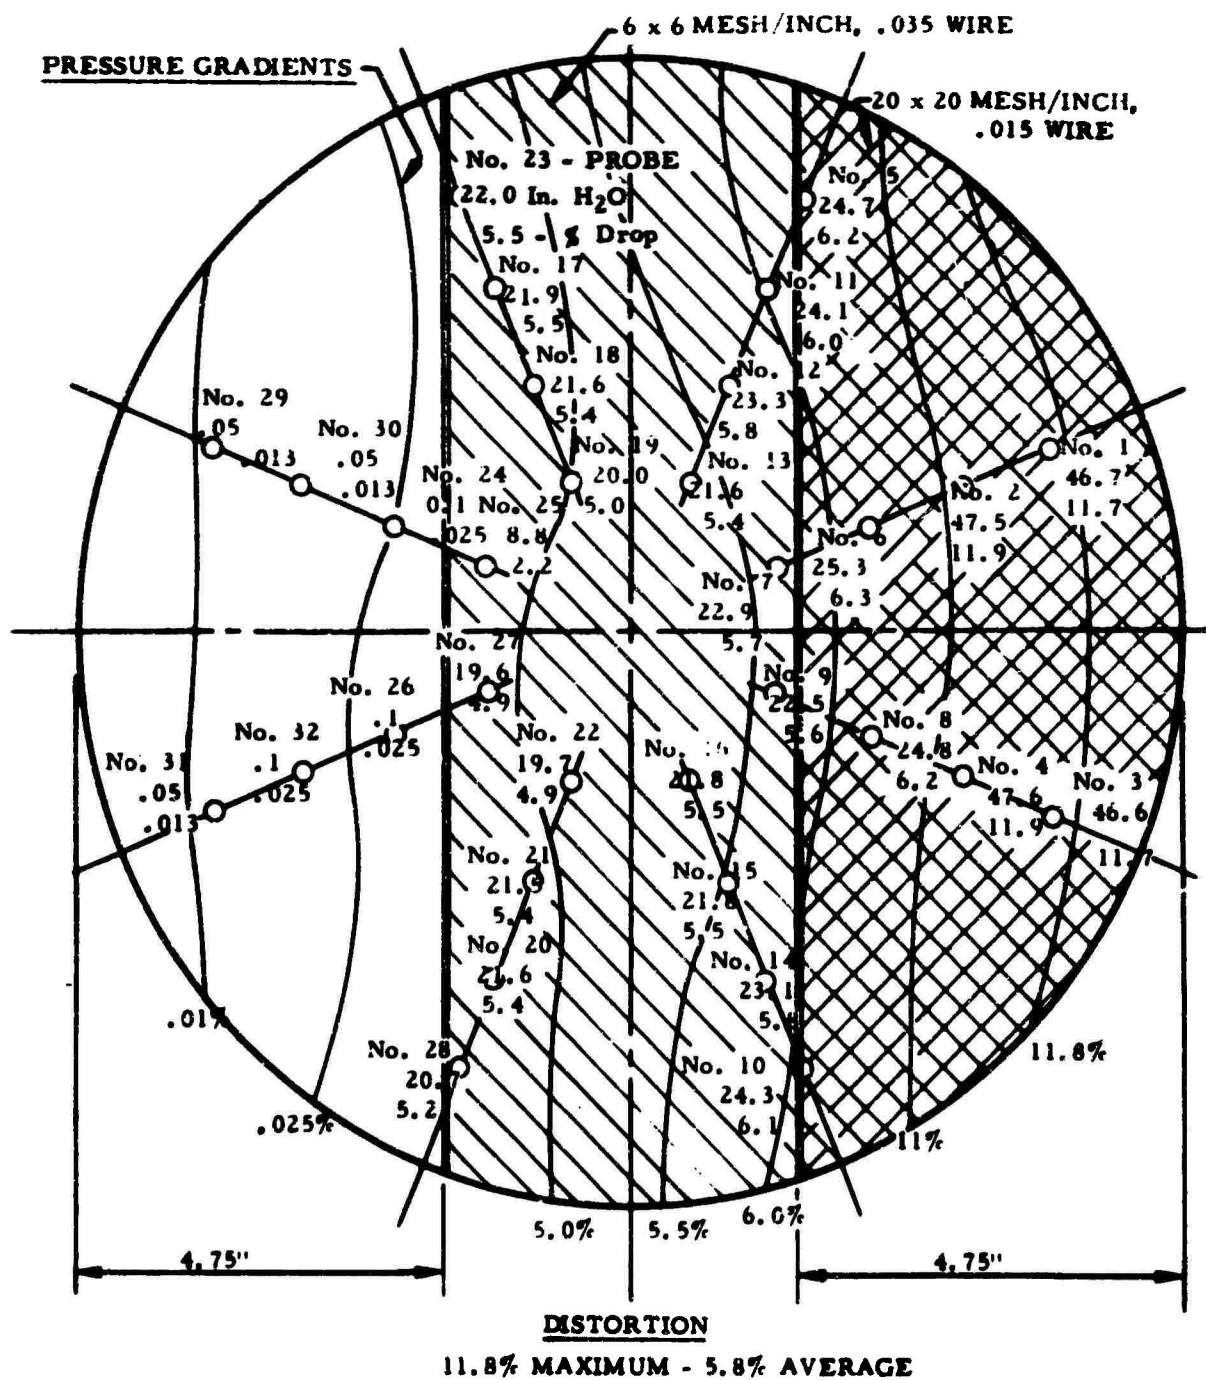 6 x 6 MESH/INCH, .035 WIRE
PRESSURE GRADIENTS
20 x 20 MESH/INCH,
.015 WIRE
No. 23 - PROBE
22.0 In. H₂O
5.5 - % Drop
No. 5
24.7
6.2
No. 17
21.9
5.5
No. 11
24.1
6.0
No. 18
21.6
5.4
No. 12
23.3
5.8
No. 29
.05
.013
No. 30
.05
.013
No. 19
20.0
5.0
No. 13
21.6
5.4
No. 1
46.7
11.7
No. 24
0.1
.025
No. 25
8.8
2.2
No. 2
47.5
11.9
No. 6
25.3
6.3
No. 7
22.9
5.7
No. 27
19.6
4.9
No. 26
.1
.025
No. 9
22.5
5.6
No. 32
.1
.025
No. 22
19.7
4.9
5.5
No. 8
24.8
6.2
No. 31
.05
.013
No. 4
47.6
11.9
No. 3
46.6
11.7
No. 21
5.4
No. 15
21.8
5.5
No. 20
21.6
5.4
No. 14
23.1
5.8
.01%
No. 28
20.7
5.2
No. 10
24.3
6.1
11.8%
.025%
11%
5.0%
5.5%
6.0%
4.75"
4.75"
DISTORTION
11.8% MAXIMUM - 5.8% AVERAGE